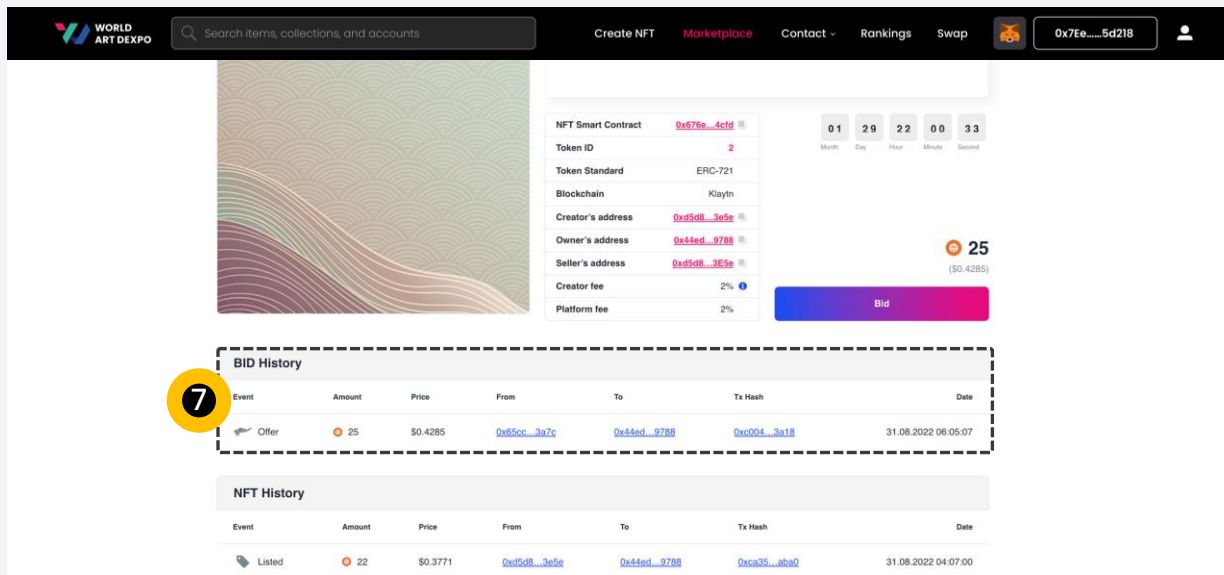 WORLD
ART DEXPO
Search items, collections, and accounts
Create NFT Marketplace Contact Rankings Swap 0x7Ee......5d218
NFT Smart Contract 0x676e...4cfd
Token ID 2
Token Standard ERC-721
Blockchain Klaytn
Creator's address 0xd5d8...3e5e
Owner's address 0x44ed...9788
Seller's address 0xd5d8...3E5e
Creator fee 2%
Platform fee 2%
01 29 22 00 33
Month Day Hour Minute Second
25
($0.4285)
Bid
7
BID History
Event Amount Price From To Tx Hash Date
Offer 25 $0.4285 0x65cc...3a7c 0x44ed...9788 0xc004...3a18 31.08.2022 06:05:07
NFT History
Event Amount Price From To Tx Hash Date
Listed 22 $0.3771 0xd5d8...3e5e 0x44ed...9788 0xca35...aba0 31.08.2022 04:07:00